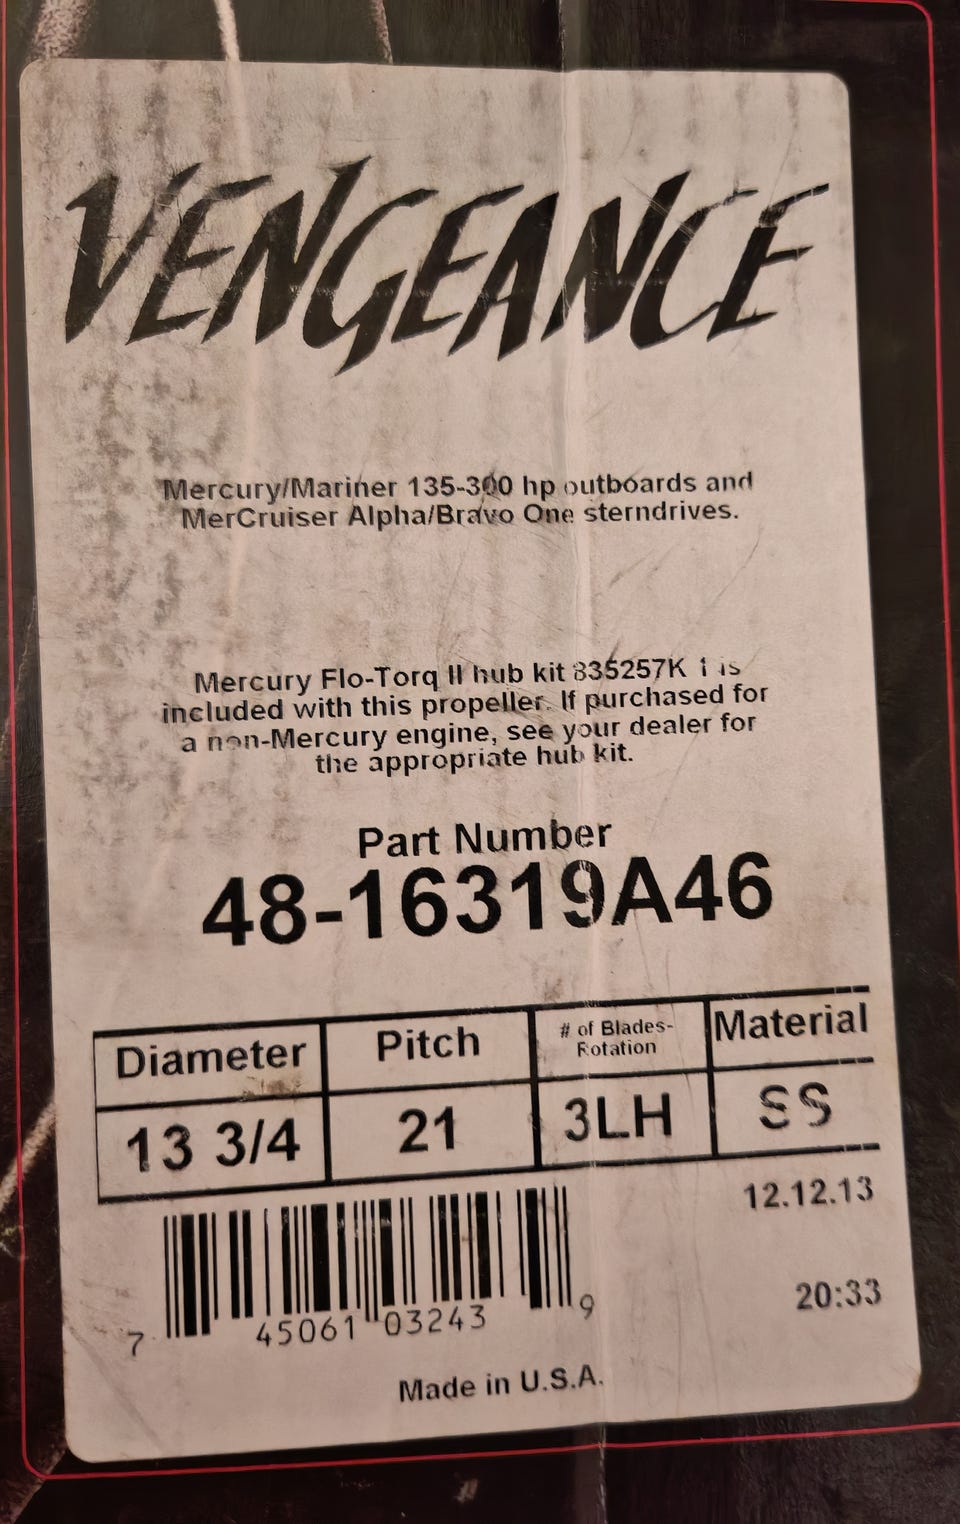 VENGEANCE
Mercury/Mariner 135-300 hp outboards and
MerCruiser Alpha/Bravo One sterndrives.
Mercury Flo-Torq II hub kit 835257K 1 is
included with this propeller. If purchased for
a non-Mercury engine, see your dealer for
the appropriate hub kit.
Part Number
48-16319A46
Diameter Pitch # of Blades-Rotation Material
13 3/4 21 3LH SS
12.12.13
20:33
7 45061 03243 9
Made in U.S.A.